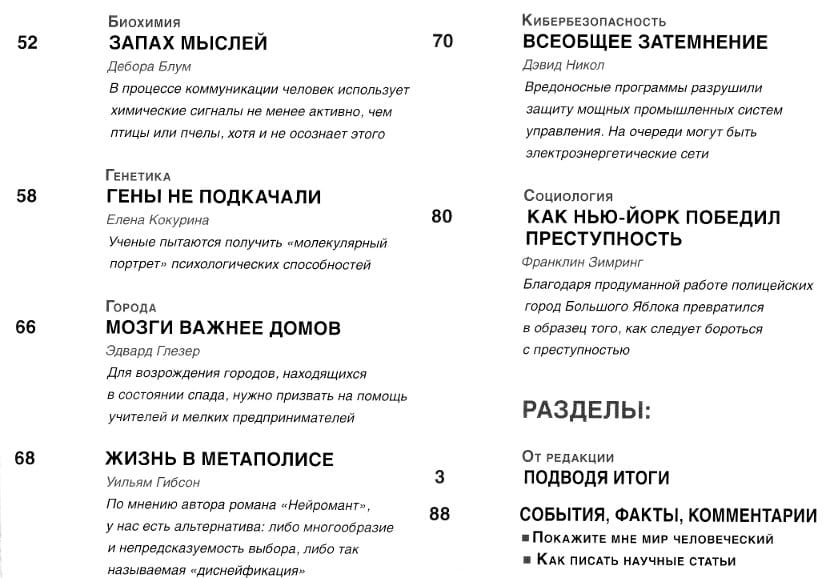 Биохимия
52
ЗАПАХ МЫСЛЕЙ
Дебора Блум
В процессе коммуникации человек использует
химические сигналы не менее активно, чем
птицы или пчелы, хотя и не осознает этого
Генетика
58
ГЕНЫ НЕ ПОДКАЧАЛИ
Елена Кокурина
Ученые пытаются получить «молекулярный
портрет» психологических способностей
Города
66
МОЗГИ ВАЖНЕЕ ДОМОВ
Эдвард Глезер
Для возрождения городов, находящихся
в состоянии спада, нужно призвать на помощь
учителей и мелких предпринимателей
68
ЖИЗНЬ В МЕТАПОЛИСЕ
Уильям Гибсон
По мнению автора романа «Нейромант»,
у нас есть альтернатива: либо многообразие
и непредсказуемость выбора, либо так
называемая «диснейфикация»
Кибербезопасность
70
ВСЕОБЩЕЕ ЗАТЕМНЕНИЕ
Дэвид Никол
Вредоносные программы разрушили
защиту мощных промышленных систем
управления. На очереди могут быть
электроэнергетические сети
Социология
80
КАК НЬЮ-ЙОРК ПОБЕДИЛ
ПРЕСТУПНОСТЬ
Франклин Зимринг
Благодаря продуманной работе полицейских
город Большого Яблока превратился
в образец того, как следует бороться
с преступностью
РАЗДЕЛЫ:
От редакции
3
ПОДВОДЯ ИТОГИ
88
СОБЫТИЯ, ФАКТЫ, КОММЕНТАРИИ
▪ Покажите мне мир человеческий
▪ Как писать научные статьи